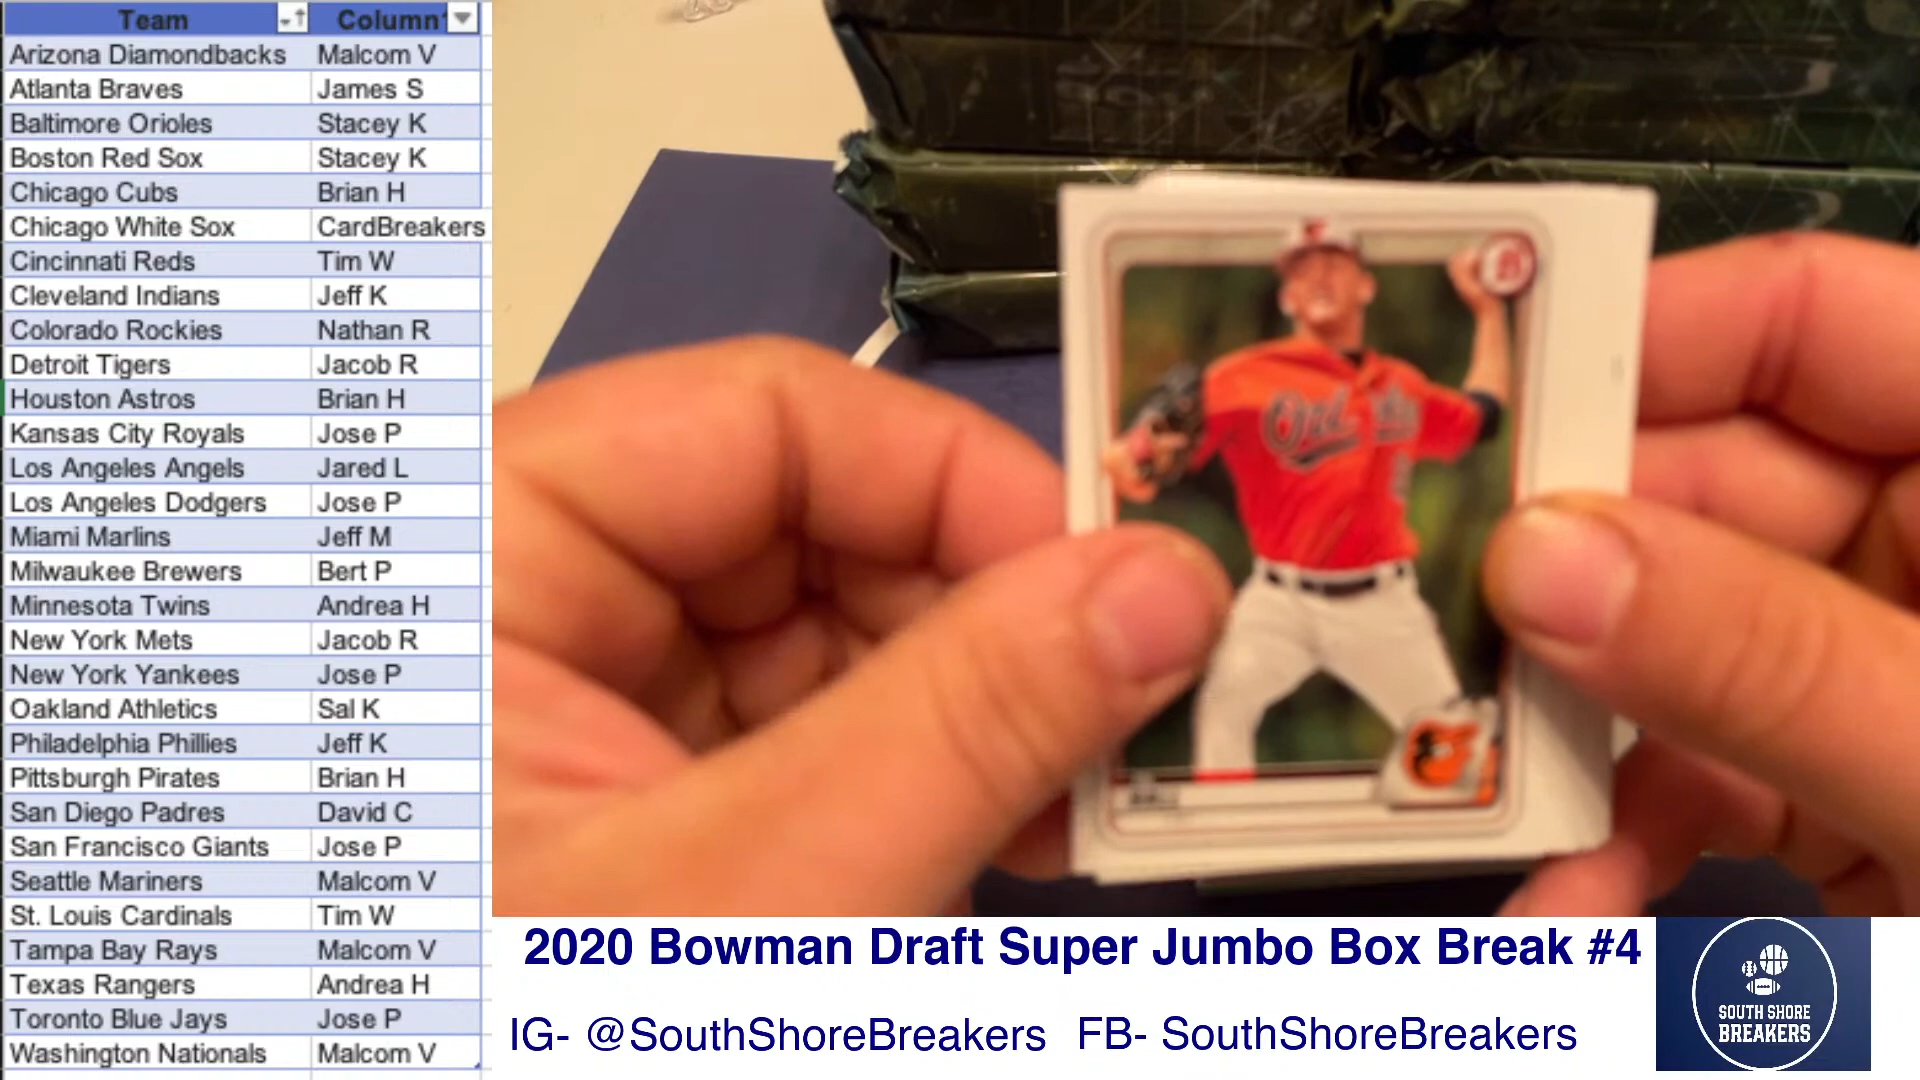 Team Column
Arizona Diamondbacks Malcom V
Atlanta Braves James S
Baltimore Orioles Stacey K
Boston Red Sox Stacey K
Chicago Cubs Brian H
Chicago White Sox CardBreakers
Cincinnati Reds Tim W
Cleveland Indians Jeff K
Colorado Rockies Nathan R
Detroit Tigers Jacob R
Houston Astros Brian H
Kansas City Royals Jose P
Los Angeles Angels Jared L
Los Angeles Dodgers Jose P
Miami Marlins Jeff M
Milwaukee Brewers Bert P
Minnesota Twins Andrea H
New York Mets Jacob R
New York Yankees Jose P
Oakland Athletics Sal K
Philadelphia Phillies Jeff K
Pittsburgh Pirates Brian H
San Diego Padres David C
San Francisco Giants Jose P
Seattle Mariners Malcom V
St. Louis Cardinals Tim W
Tampa Bay Rays Malcom V
Texas Rangers Andrea H
Toronto Blue Jays Jose P
Washington Nationals Malcom V
2020 Bowman Draft Super Jumbo Box Break #4
IG- @SouthShoreBreakers FB- SouthShoreBreakers
SOUTH SHORE
BREAKERS